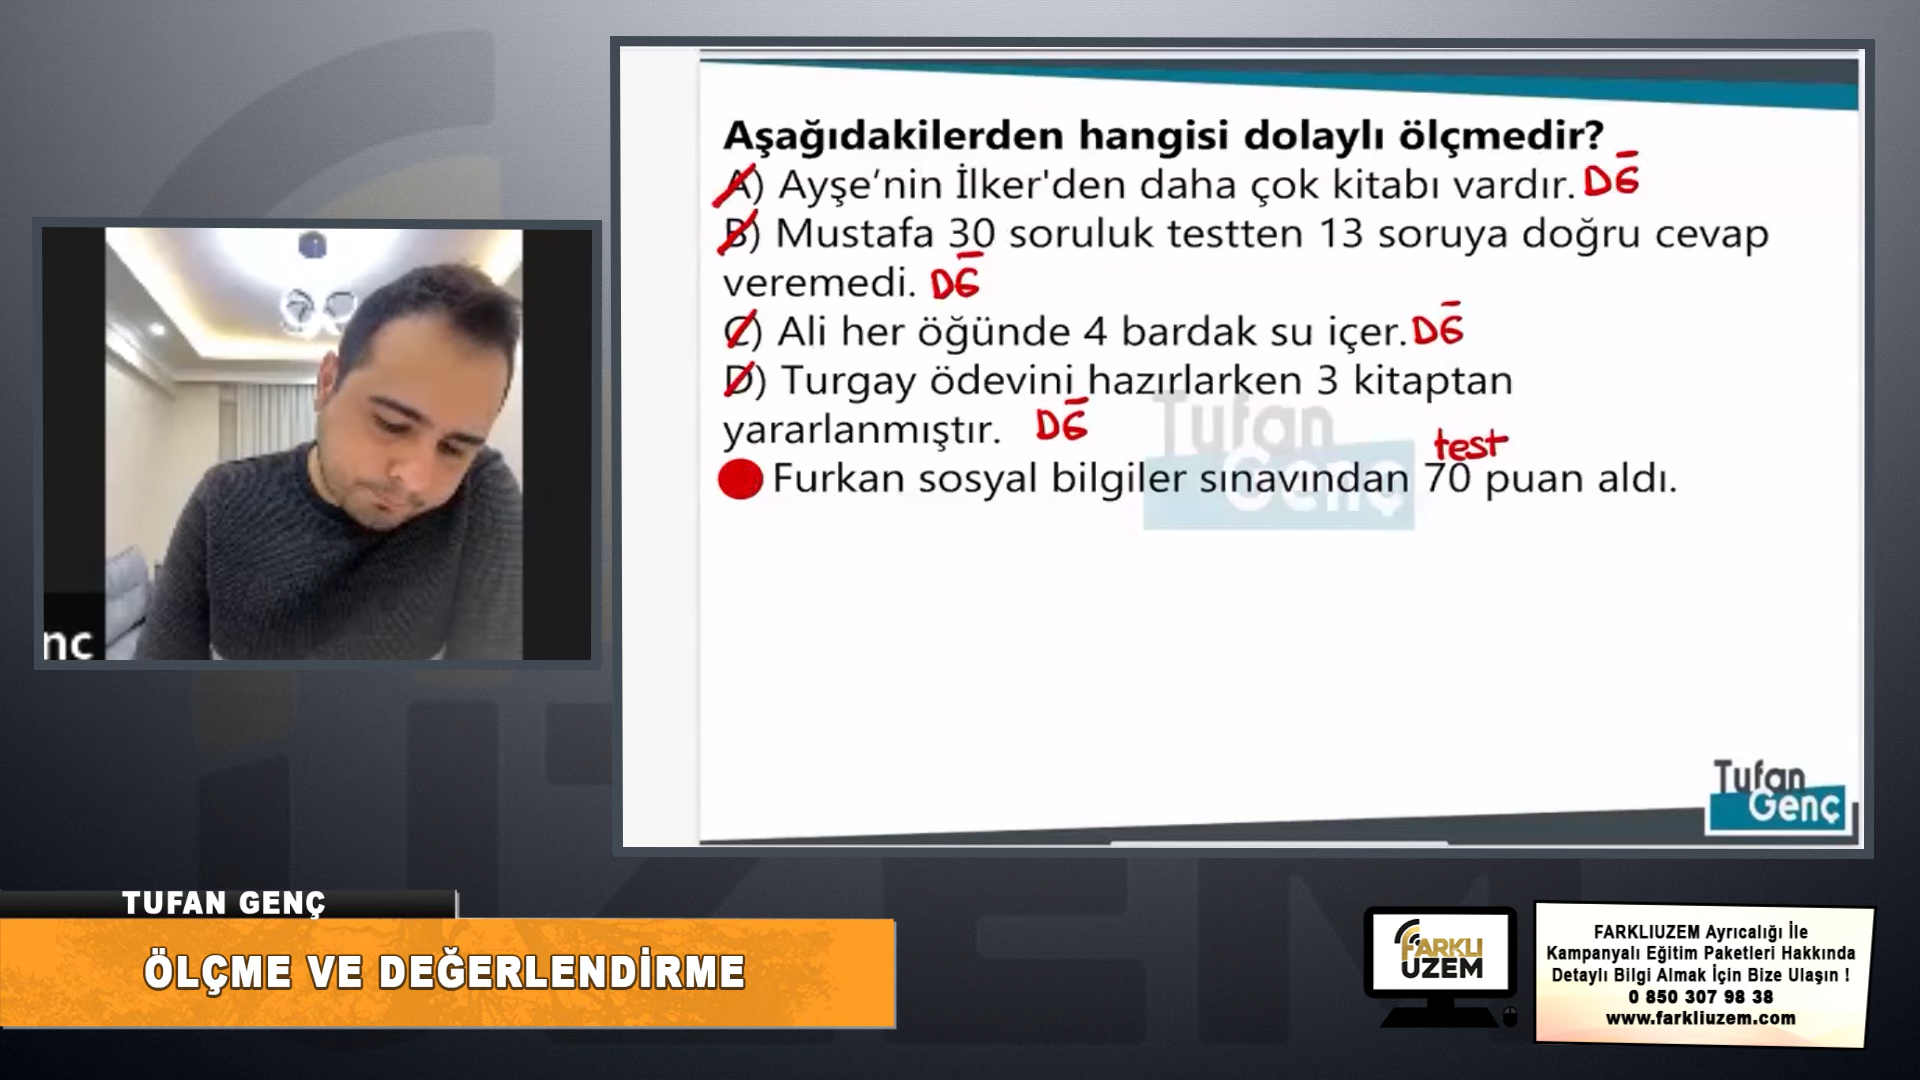 Aşağıdakilerden hangisi dolaylı ölçmedir?
A) Ayşe’nin İlker'den daha çok kitabı vardır. DĞ
B) Mustafa 30 soruluk testten 13 soruya doğru cevap
veremedi. DĞ
C) Ali her öğünde 4 bardak su içer. DĞ
D) Turgay ödevini hazırlarken 3 kitaptan
yararlanmıştır. DĞ
test
Furkan sosyal bilgiler sınavından 70 puan aldı.
Tufan
Genç
Tufan
Genç
nç
TUFAN GENÇ
ÖLÇME VE DEĞERLENDİRME
FARKLI
UZEM
FARKLIUZEM Ayrıcalığı İle
Kampanyalı Eğitim Paketleri Hakkında
Detaylı Bilgi Almak İçin Bize Ulaşın !
0 850 307 98 38
www.farkliuzem.com